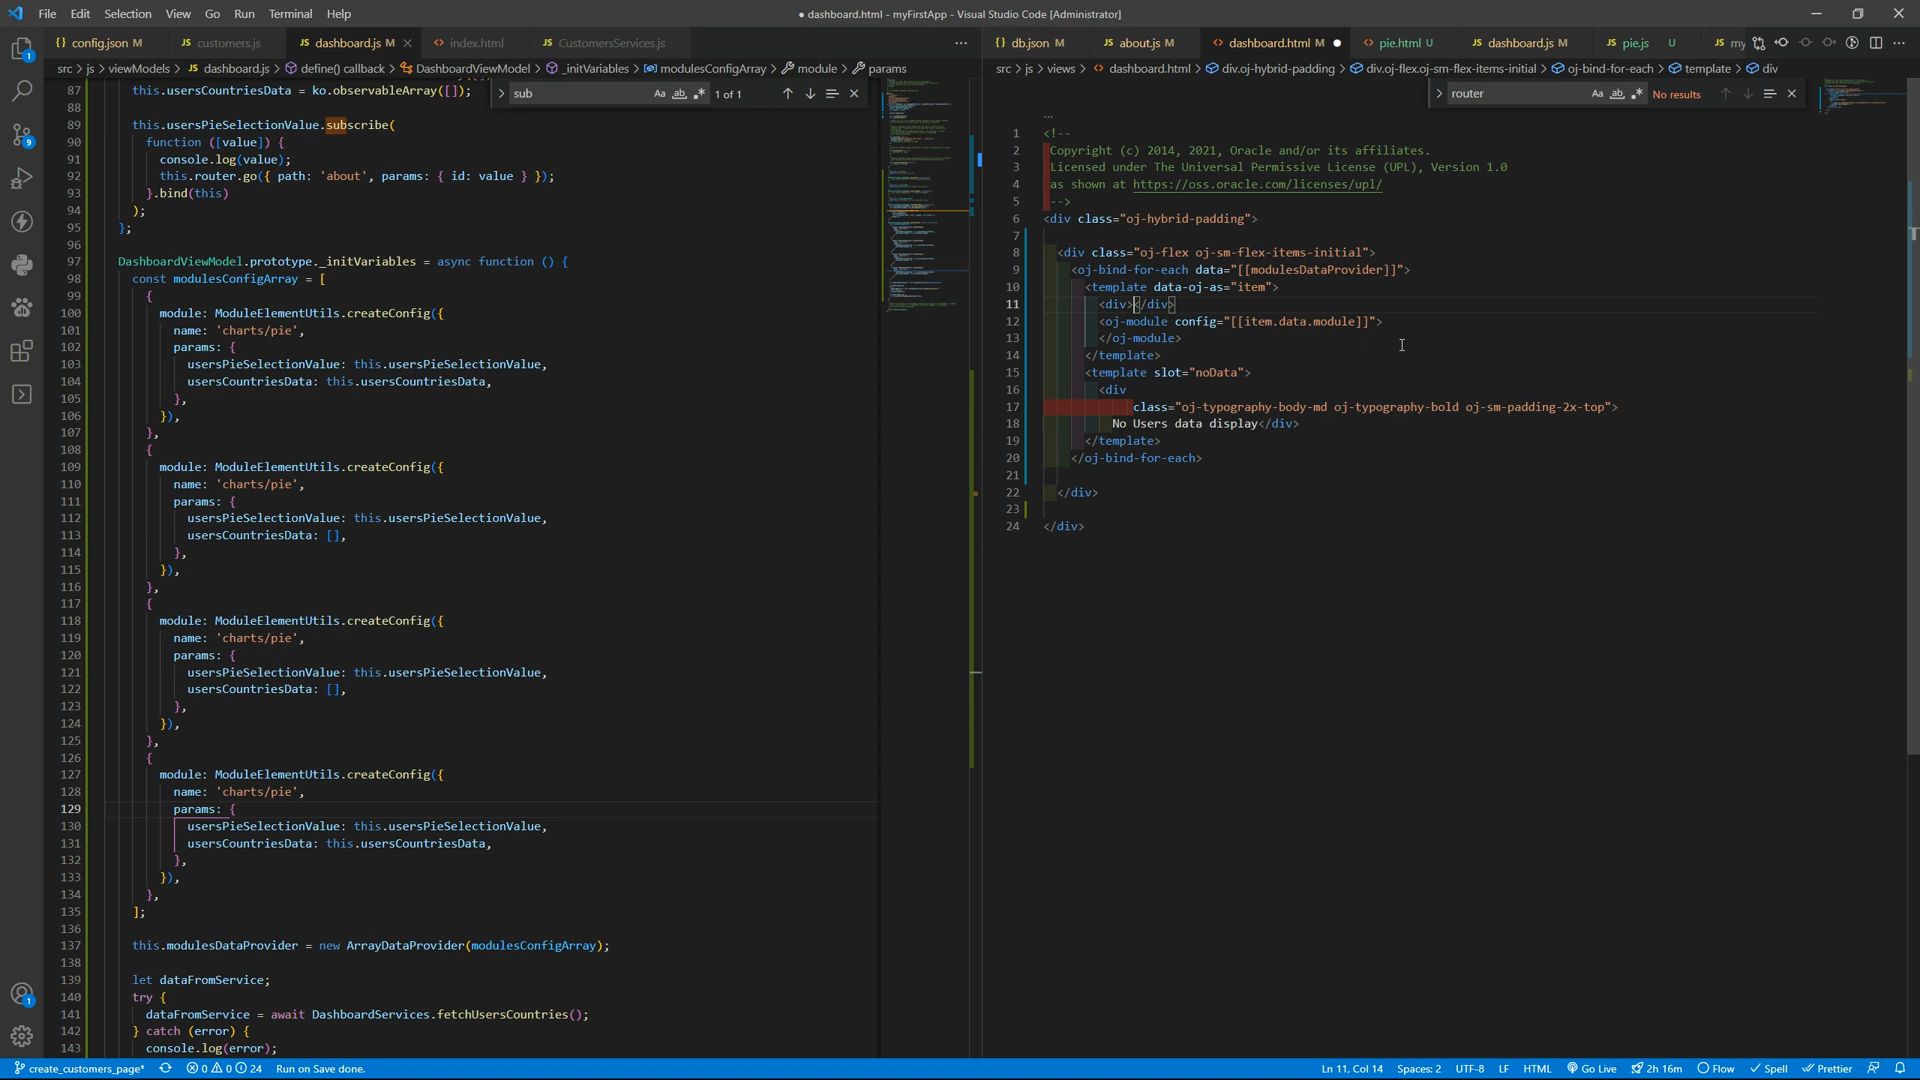 File Edit Selection View Go Run Terminal Help
● dashboard.html - myFirstApp - Visual Studio Code [Administrator]
config.json M
customers.js
dashboard.js M
index.html
CustomersServices.js
db.json M
about.js M
dashboard.html M
pie.html U
dashboard.js M
pie.js U
my
src > js > viewModels > dashboard.js > define() callback > DashboardViewModel > _initVariables > modulesConfigArray > module > params
src > js > views > dashboard.html > div.oj-hybrid-padding > div.oj-flex.oj-sm-flex-items-initial > oj-bind-for-each > template > div
sub
Aa ab .* 1 of 1
router
Aa ab .* No results
87 this.usersCountriesData = ko.observableArray([]);
88
89 this.usersPieSelectionValue.subscribe(
90 function ([value]) {
91 console.log(value);
92 this.router.go({ path: 'about', params: { id: value } });
93 }.bind(this)
94 );
95 };
96
97 DashboardViewModel.prototype._initVariables = async function () {
98 const modulesConfigArray = [
99 {
100 module: ModuleElementUtils.createConfig({
101 name: 'charts/pie',
102 params: {
103 usersPieSelectionValue: this.usersPieSelectionValue,
104 usersCountriesData: this.usersCountriesData,
105 },
106 }),
107 },
108 {
109 module: ModuleElementUtils.createConfig({
110 name: 'charts/pie',
111 params: {
112 usersPieSelectionValue: this.usersPieSelectionValue,
113 usersCountriesData: [],
114 },
115 }),
116 },
117 {
118 module: ModuleElementUtils.createConfig({
119 name: 'charts/pie',
120 params: {
121 usersPieSelectionValue: this.usersPieSelectionValue,
122 usersCountriesData: [],
123 },
124 }),
125 },
126 {
127 module: ModuleElementUtils.createConfig({
128 name: 'charts/pie',
129 params: {
130 usersPieSelectionValue: this.usersPieSelectionValue,
131 usersCountriesData: this.usersCountriesData,
132 },
133 }),
134 },
135 ];
136
137 this.modulesDataProvider = new ArrayDataProvider(modulesConfigArray);
138
139 let dataFromService;
140 try {
141 dataFromService = await DashboardServices.fetchUsersCountries();
142 } catch (error) {
143 console.log(error);
...
1 <!--
2 Copyright (c) 2014, 2021, Oracle and/or its affiliates.
3 Licensed under The Universal Permissive License (UPL), Version 1.0
4 as shown at https://oss.oracle.com/licenses/upl/
5 -->
6 <div class="oj-hybrid-padding">
7
8 <div class="oj-flex oj-sm-flex-items-initial">
9 <oj-bind-for-each data="[[modulesDataProvider]]">
10 <template data-oj-as="item">
11 <div></div>
12 <oj-module config="[[item.data.module]]">
13 </oj-module>
14 </template>
15 <template slot="noData">
16 <div
17 class="oj-typography-body-md oj-typography-bold oj-sm-padding-2x-top">
18 No Users data display</div>
19 </template>
20 </oj-bind-for-each>
21
22 </div>
23
24 </div>
1
9
1
create_customers_page* 0 0 24 Run on Save done.
Ln 11, Col 14 Spaces: 2 UTF-8 LF HTML Go Live 2h 16m Flow Spell Prettier